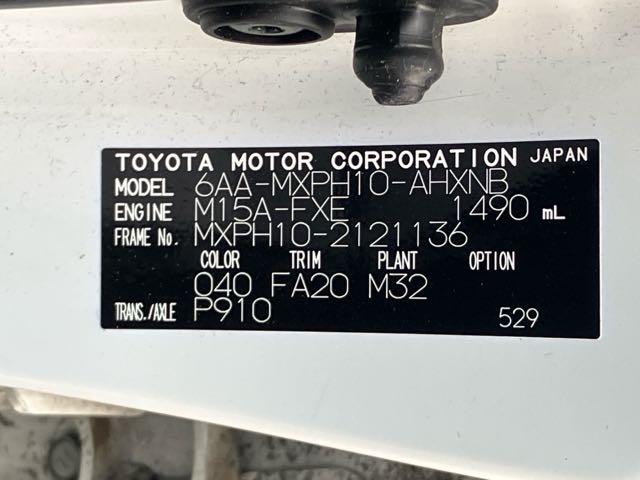 TOYOTA MOTOR CORPORATION JAPAN
MODEL 6AA-MXPH10-AHXNB
ENGINE M15A-FXE 1490 mL
FRAME No. MXPH10-2121136
COLOR TRIM PLANT OPTION
040 FA20 M32
TRANS./AXLE P910 529